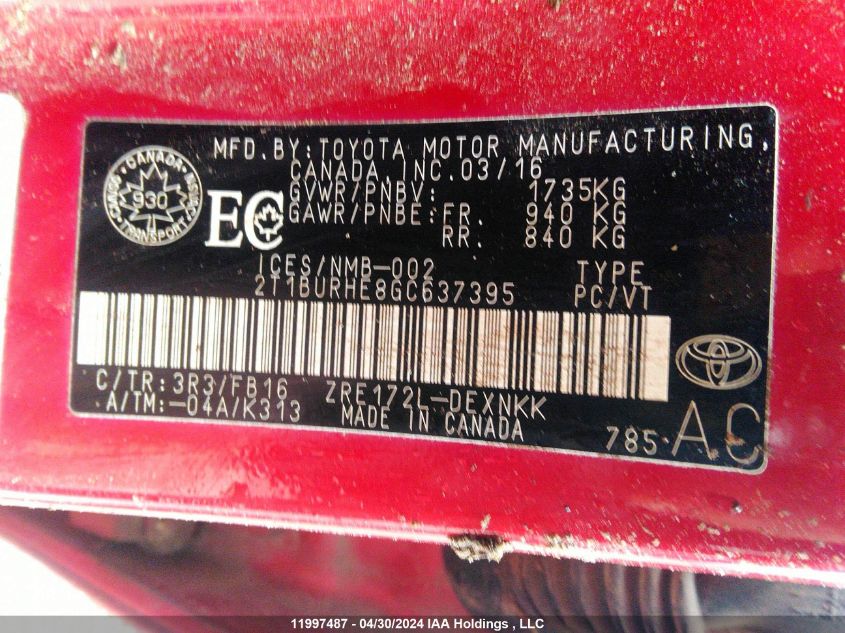 MFD.BY:TOYOTA MOTOR MANUFACTURING,
CANADA, INC.03/16
GVWR/PNBV: 1735KG
GAWR/PNBE:FR. 940 KG
RR. 840 KG
CANADA
930
TRANSPORT
EC
ICES/NMB-002 TYPE
2T1BURHE8GC637395 PC/VT
C/TR:3R3/FB16 ZRE172L-DEXNKK
A/TM:-04A/K313 MADE IN CANADA
785 AC
11997487 - 04/30/2024 IAA Holdings , LLC